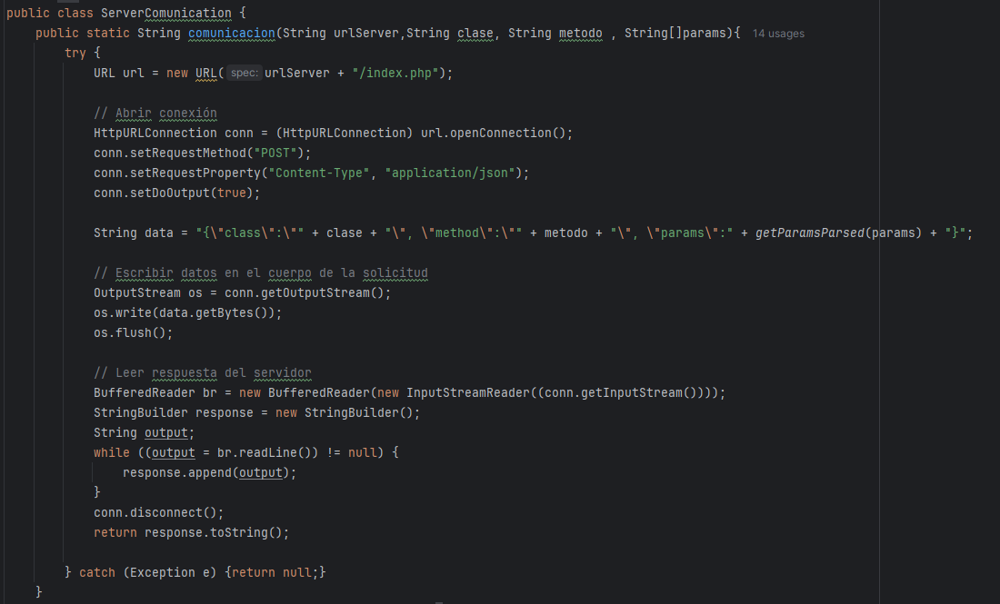 public class ServerComunication {
public static String comunicacion(String urlServer,String clase, String metodo , String[]params){ 14 usages
try {
URL url = new URL( spec: urlServer + "/index.php");
// Abrir conexión
HttpURLConnection conn = (HttpURLConnection) url.openConnection();
conn.setRequestMethod("POST");
conn.setRequestProperty("Content-Type", "application/json");
conn.setDoOutput(true);
String data = "{\"class\":\"" + clase + "\", \"method\":\"" + metodo + "\", \"params\":" + getParamsParsed(params) + "}";
// Escribir datos en el cuerpo de la solicitud
OutputStream os = conn.getOutputStream();
os.write(data.getBytes());
os.flush();
// Leer respuesta del servidor
BufferedReader br = new BufferedReader(new InputStreamReader((conn.getInputStream())));
StringBuilder response = new StringBuilder();
String output;
while ((output = br.readLine()) != null) {
response.append(output);
}
conn.disconnect();
return response.toString();
} catch (Exception e) {return null;}
}